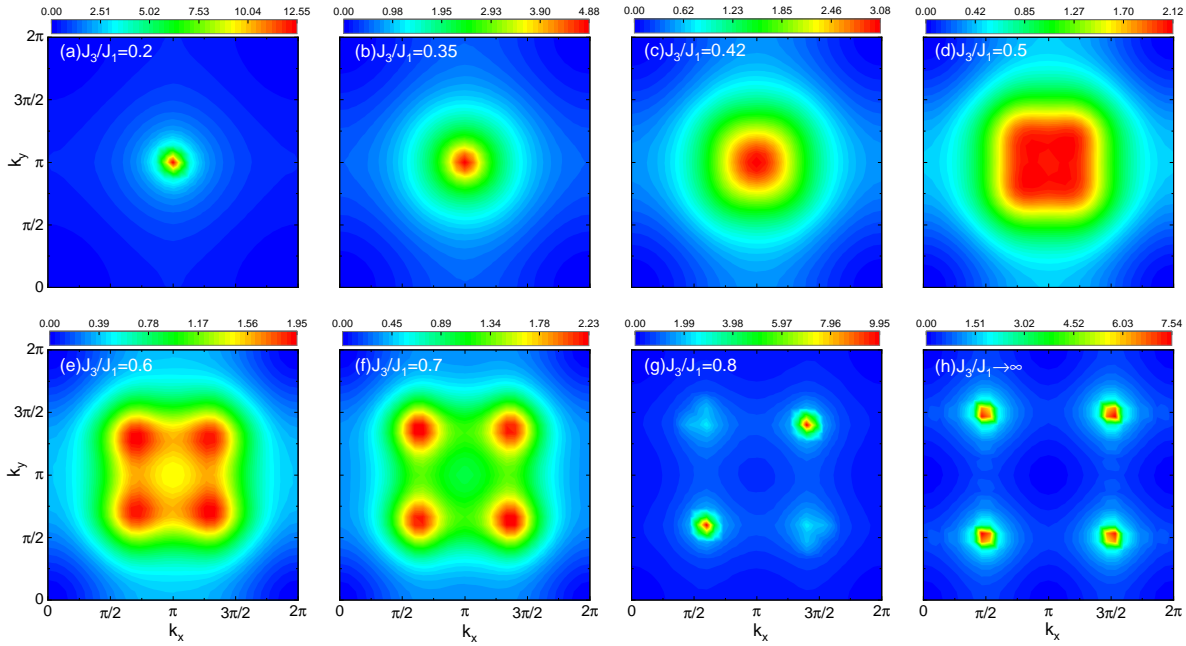 0.00 2.51 5.02 7.53 10.04 12.55
0.00 0.98 1.95 2.93 3.90 4.88
0.00 0.62 1.23 1.85 2.46 3.08
0.00 0.42 0.85 1.27 1.70 2.12
(a)J₃/J₁=0.2
(b)J₃/J₁=0.35
(c)J₃/J₁=0.42
(d)J₃/J₁=0.5
2π
3π/2
π
π/2
0
k_y
0.00 0.39 0.78 1.17 1.56 1.95
0.00 0.45 0.89 1.34 1.78 2.23
0.00 1.99 3.98 5.97 7.96 9.95
0.00 1.51 3.02 4.52 6.03 7.54
(e)J₃/J₁=0.6
(f)J₃/J₁=0.7
(g)J₃/J₁=0.8
(h)J₃/J₁→∞
2π
3π/2
π
π/2
0
k_y
0 π/2 π 3π/2 2π
π/2 π 3π/2 2π
π/2 π 3π/2 2π
π/2 π 3π/2 2π
k_x
k_x
k_x
k_x